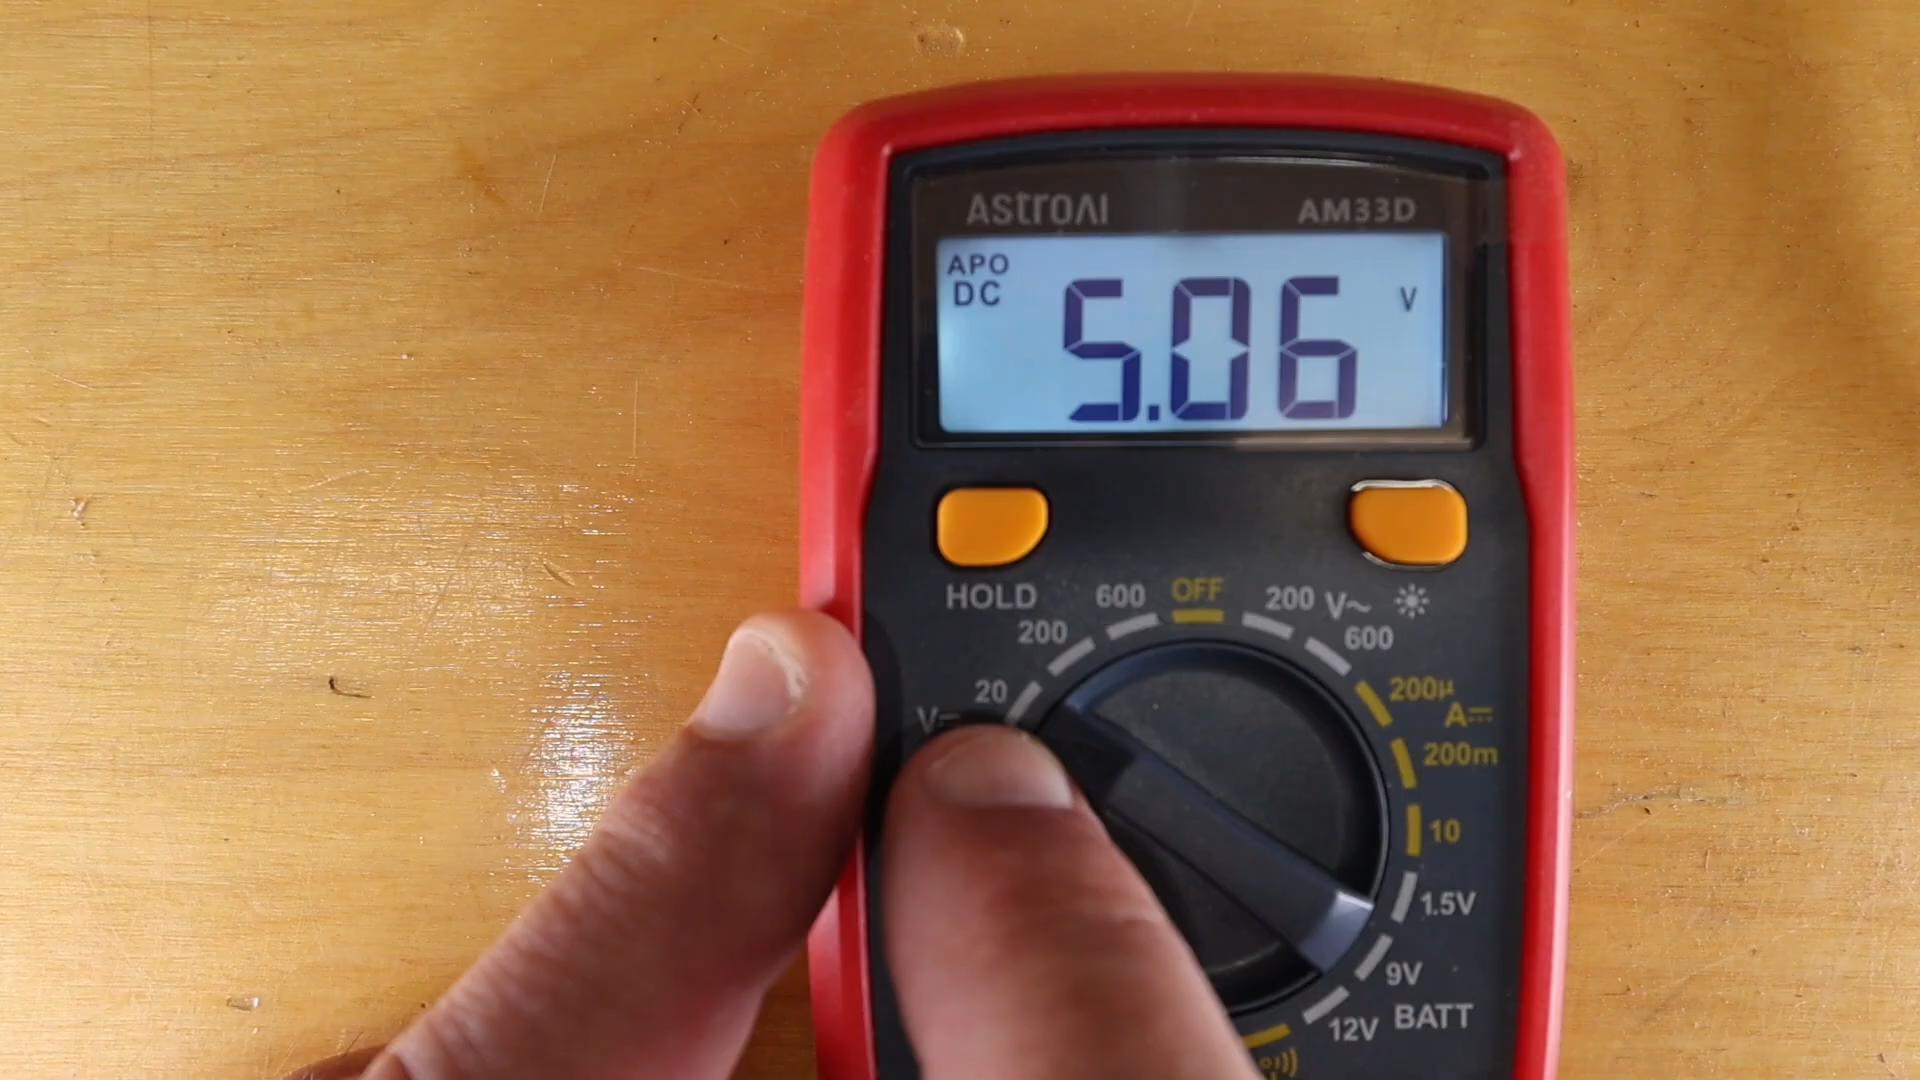 AstroAI AM33D
APO
DC 5.06 V
HOLD 600 OFF 200 V~
200 600
20 200µ
V⎓ A⎓
200m
10
1.5V
9V
12V BATT